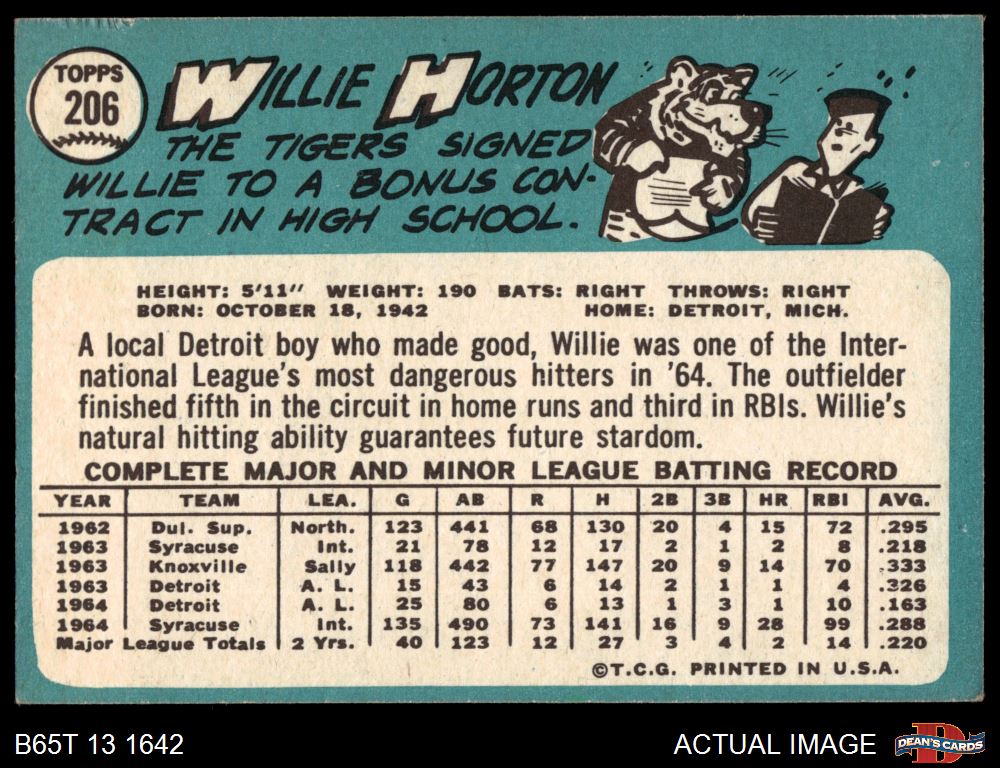 TOPPS
206
WILLIE HORTON
THE TIGERS SIGNED
WILLIE TO A BONUS CON-
TRACT IN HIGH SCHOOL.
HEIGHT: 5'11" WEIGHT: 190 BATS: RIGHT THROWS: RIGHT
BORN: OCTOBER 18, 1942 HOME: DETROIT, MICH.
A local Detroit boy who made good, Willie was one of the Inter-
national League's most dangerous hitters in '64. The outfielder
finished fifth in the circuit in home runs and third in RBIs. Willie's
natural hitting ability guarantees future stardom.
COMPLETE MAJOR AND MINOR LEAGUE BATTING RECORD
YEAR TEAM LEA. G AB R H 2B 3B HR RBI AVG.
1962 Dul. Sup. North. 123 441 68 130 20 4 15 72 .295
1963 Syracuse Int. 21 78 12 17 2 1 2 8 .218
1963 Knoxville Sally 118 442 77 147 20 9 14 70 .333
1963 Detroit A. L. 15 43 6 14 2 1 1 4 .326
1964 Detroit A. L. 25 80 6 13 1 3 1 10 .163
1964 Syracuse Int. 135 490 73 141 16 9 28 99 .288
Major League Totals 2 Yrs. 40 123 12 27 3 4 2 14 .220
©T.C.G. PRINTED IN U.S.A.
B65T 13 1642 ACTUAL IMAGE DEAN'S CARDS